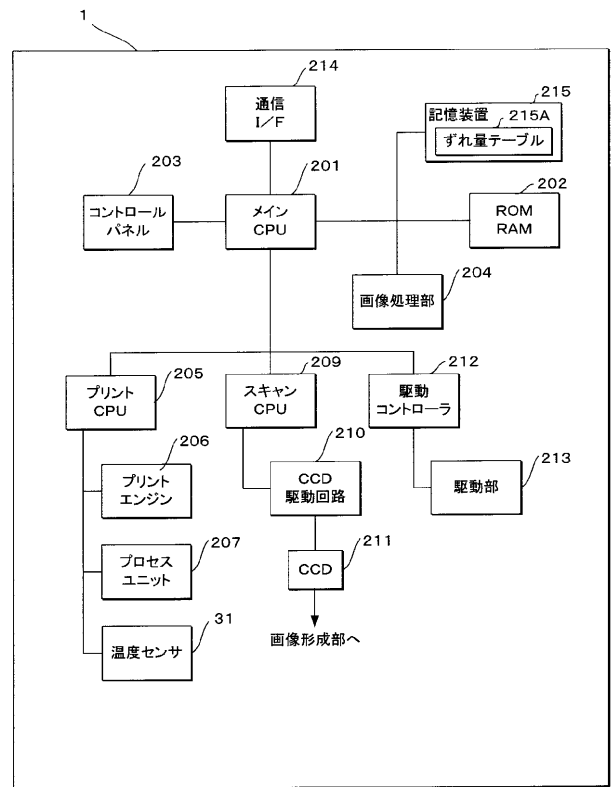 1
214
通信
I/F
215
記憶装置
215A
ずれ量テーブル
203
コントロール
パネル
201
メイン
CPU
202
ROM
RAM
204
画像処理部
205
プリント
CPU
209
スキャン
CPU
212
駆動
コントローラ
206
プリント
エンジン
210
CCD
駆動回路
213
駆動部
207
プロセス
ユニット
211
CCD
31
温度センサ
画像形成部へ